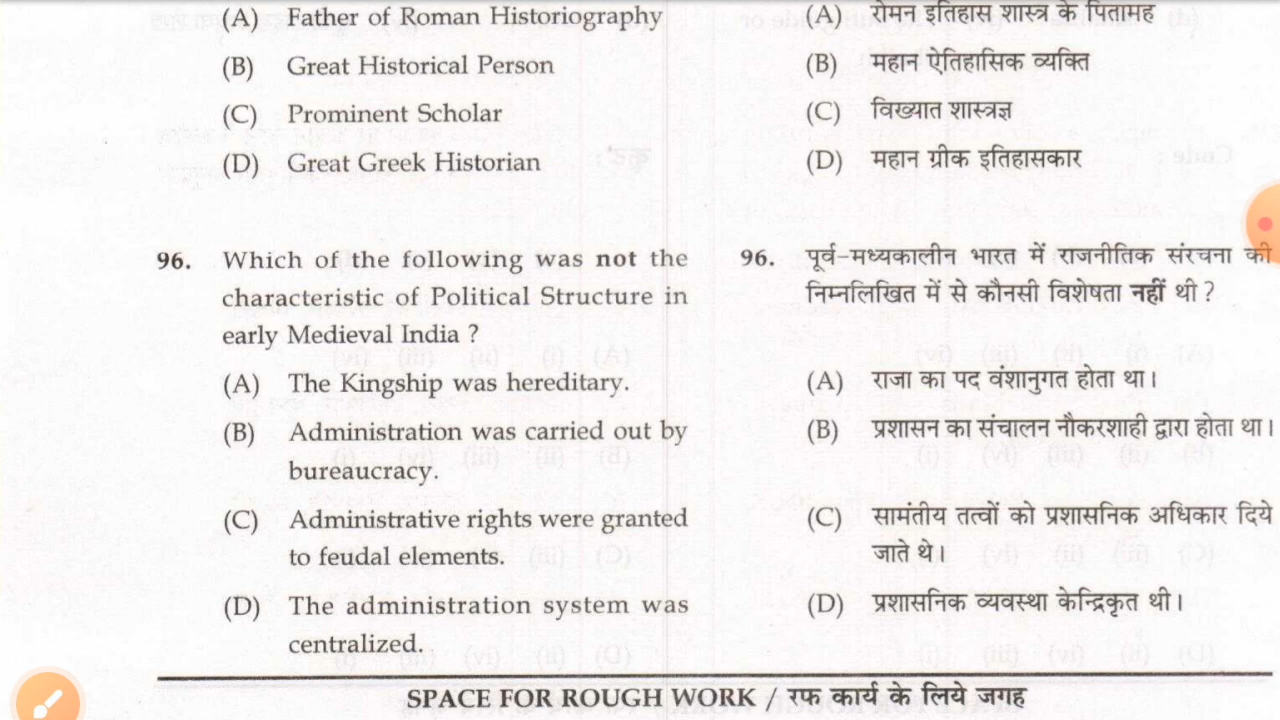 (A) Father of Roman Historiography
(B) Great Historical Person
(C) Prominent Scholar
(D) Great Greek Historian
96. Which of the following was not the
characteristic of Political Structure in
early Medieval India ?
(A) The Kingship was hereditary.
(B) Administration was carried out by
bureaucracy.
(C) Administrative rights were granted
to feudal elements.
(D) The administration system was
centralized.
(A) रोमन इतिहास शास्त्र के पितामह
(B) महान ऐतिहासिक व्यक्ति
(C) विख्यात शास्त्रज्ञ
(D) महान ग्रीक इतिहासकार
96. पूर्व-मध्यकालीन भारत में राजनीतिक संरचना की
निम्नलिखित में से कौनसी विशेषता नहीं थी ?
(A) राजा का पद वंशानुगत होता था।
(B) प्रशासन का संचालन नौकरशाही द्वारा होता था।
(C) सामंतीय तत्वों को प्रशासनिक अधिकार दिये
जाते थे।
(D) प्रशासनिक व्यवस्था केन्द्रिकृत थी।
SPACE FOR ROUGH WORK / रफ कार्य के लिये जगह